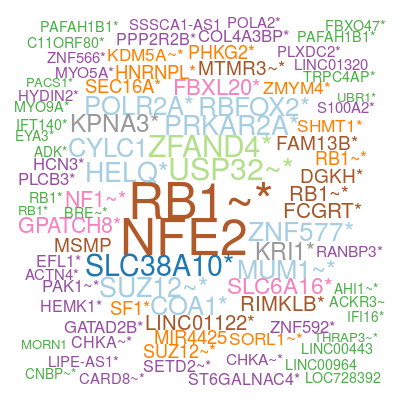 PAFAH1B1* SSSCA1-AS1 POLA2* FBXO47*
C11ORF80* PPP2R2B* COL4A3BP* PAFAH1B1*
ZNF566* KDM5A~* PHKG2* PLXDC2*
MYO5A* HNRNPL* MTMR3~* LINC01320
PACS1* SEC16A* FBXL20* ZMYM4* TRPC4AP*
HYDIN2* POLR2A* RBFOX2* UBR1*
MYO9A* S100A2*
IFT140* KPNA3* PRKAR2A* SHMT1*
EYA3* CYLC1 ZFAND4* FAM13B*
ADK* RB1~*
HCN3* HELQ* USP32~* DGKH*
PLCB3* RB1~*
RB1* NF1~* RB1~* FCGRT*
RB1* BRE~*
GPATCH8* NFE2 ZNF577*
MSMP KRI1* RANBP3*
EFL1* SLC38A10* MUM1~*
ACTN4* SLC6A16* AHI1~*
PAK1~* SUZ12~* ACKR3~
HEMK1* SF1* COA1* RIMKLB* IFI16*
GATAD2B* LINC01122* ZNF592*
MORN1 CHKA~* MIR4425 SORL1~* THRAP3~*
SUZ12~* LINC00443
LIPE-AS1* SETD2~* CHKA~* LINC00964
CNBP~* CARD8~* ST6GALNAC4* LOC728392